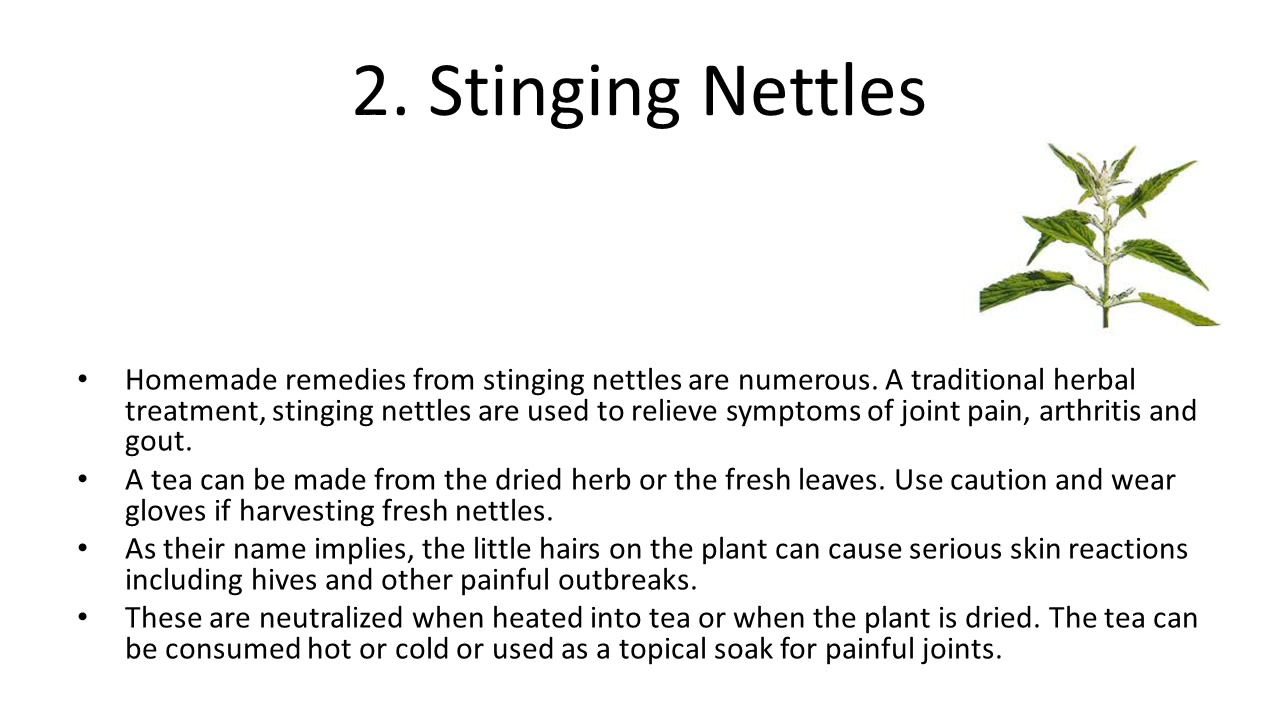 2. Stinging Nettles
• Homemade remedies from stinging nettles are numerous. A traditional herbal
treatment, stinging nettles are used to relieve symptoms of joint pain, arthritis and
gout.
• A tea can be made from the dried herb or the fresh leaves. Use caution and wear
gloves if harvesting fresh nettles.
• As their name implies, the little hairs on the plant can cause serious skin reactions
including hives and other painful outbreaks.
• These are neutralized when heated into tea or when the plant is dried. The tea can
be consumed hot or cold or used as a topical soak for painful joints.